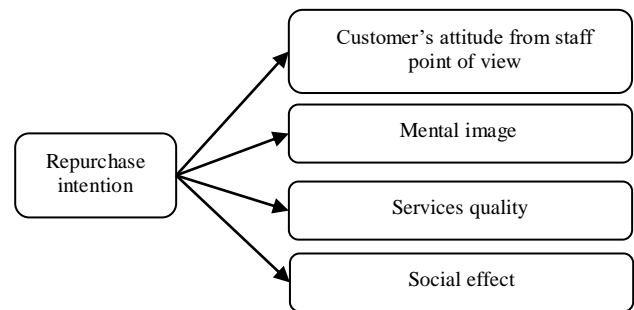 Customer’s attitude from staff
point of view
Mental image
Repurchase
intention
Services quality
Social effect